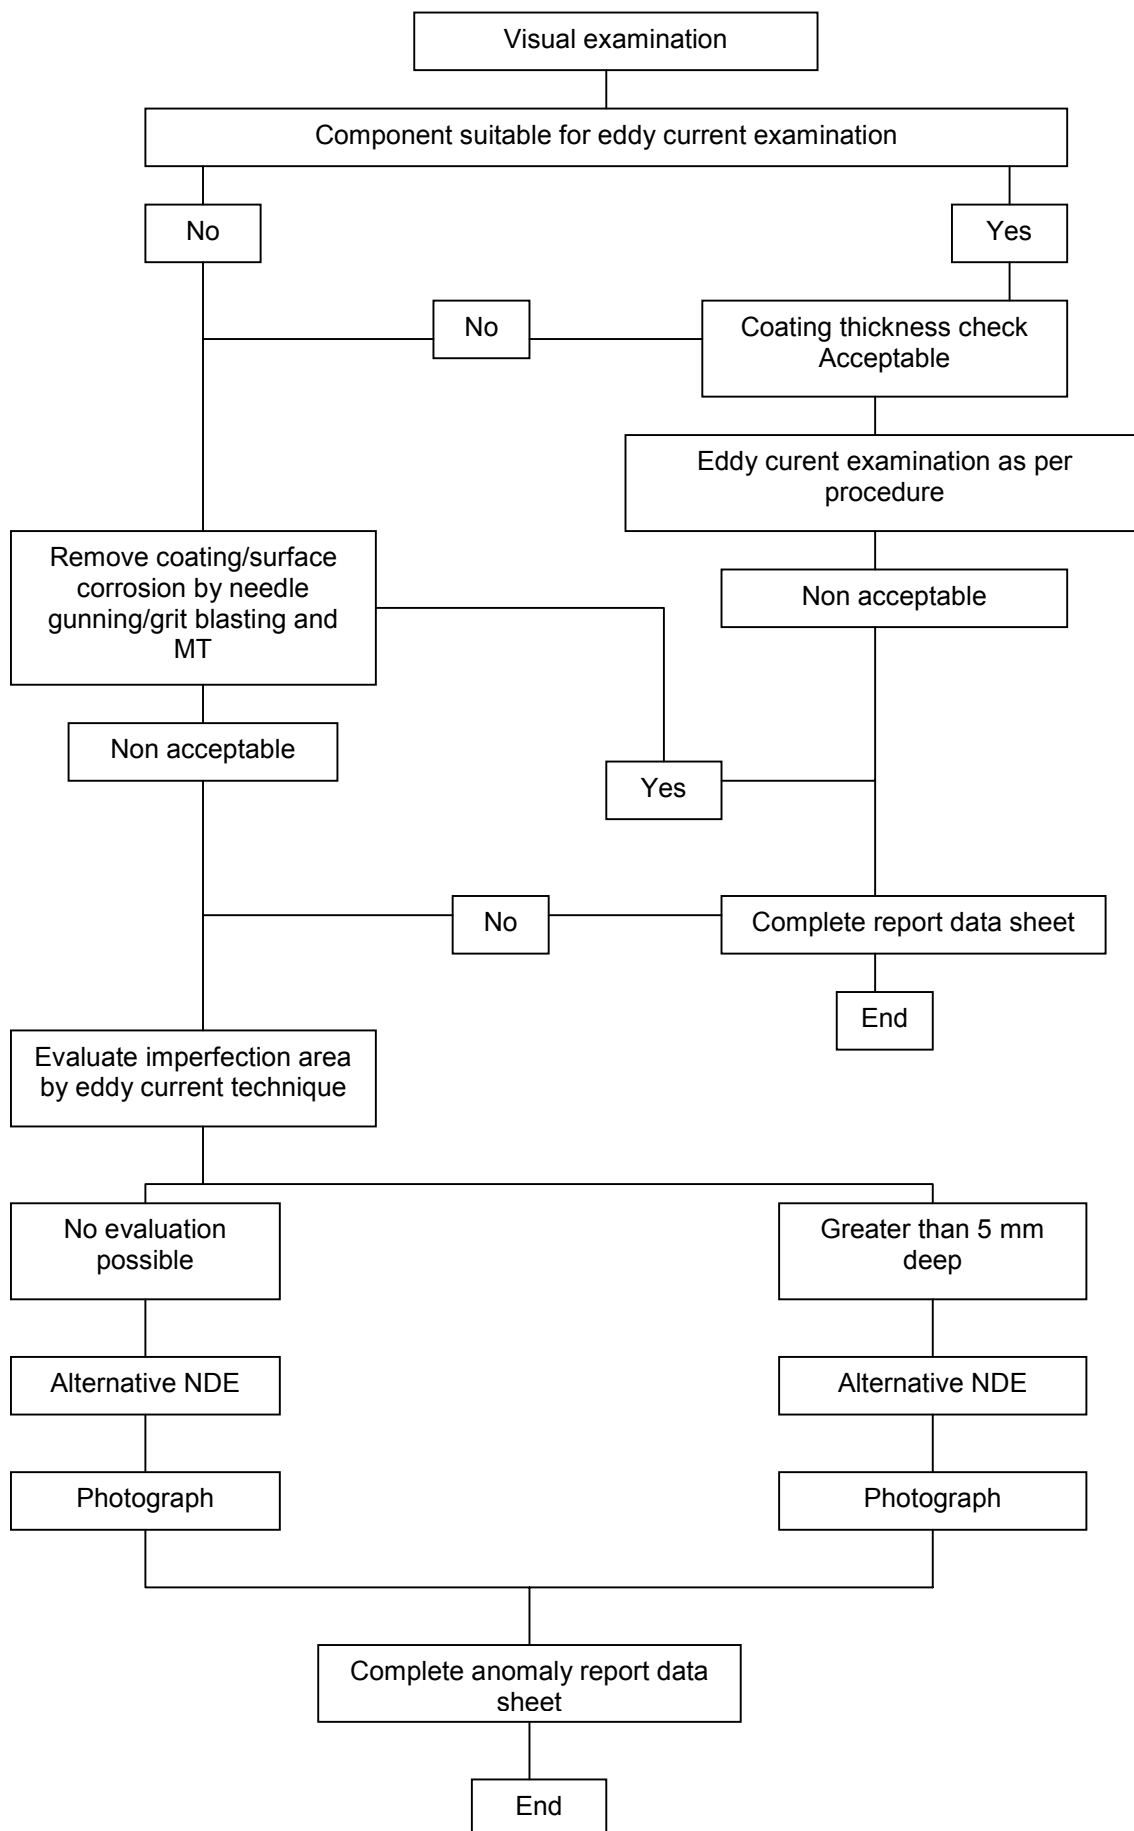 Visual examination
Component suitable for eddy current examination
No
Yes
No
Coating thickness check
Acceptable
Eddy curent examination as per
procedure
Remove coating/surface
corrosion by needle
gunning/grit blasting and
MT
Non acceptable
Non acceptable
Yes
No
Complete report data sheet
End
Evaluate imperfection area
by eddy current technique
No evaluation
possible
Greater than 5 mm
deep
Alternative NDE
Alternative NDE
Photograph
Photograph
Complete anomaly report data
sheet
End